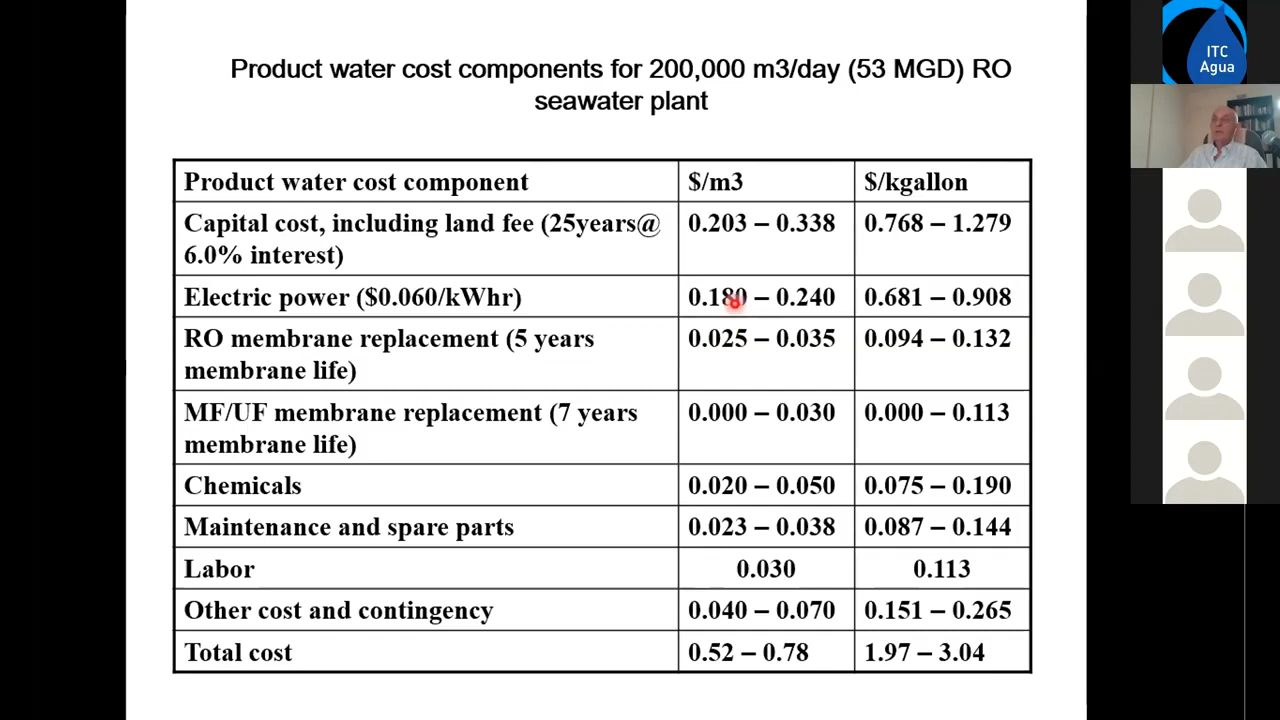 Product water cost components for 200,000 m3/day (53 MGD) RO
seawater plant
ITC
Agua
Product water cost component $/m3 $/kgallon
Capital cost, including land fee (25years@ 0.203 – 0.338 0.768 – 1.279
6.0% interest)
Electric power ($0.060/kWhr) 0.180 – 0.240 0.681 – 0.908
RO membrane replacement (5 years 0.025 – 0.035 0.094 – 0.132
membrane life)
MF/UF membrane replacement (7 years 0.000 – 0.030 0.000 – 0.113
membrane life)
Chemicals 0.020 – 0.050 0.075 – 0.190
Maintenance and spare parts 0.023 – 0.038 0.087 – 0.144
Labor 0.030 0.113
Other cost and contingency 0.040 – 0.070 0.151 – 0.265
Total cost 0.52 – 0.78 1.97 – 3.04